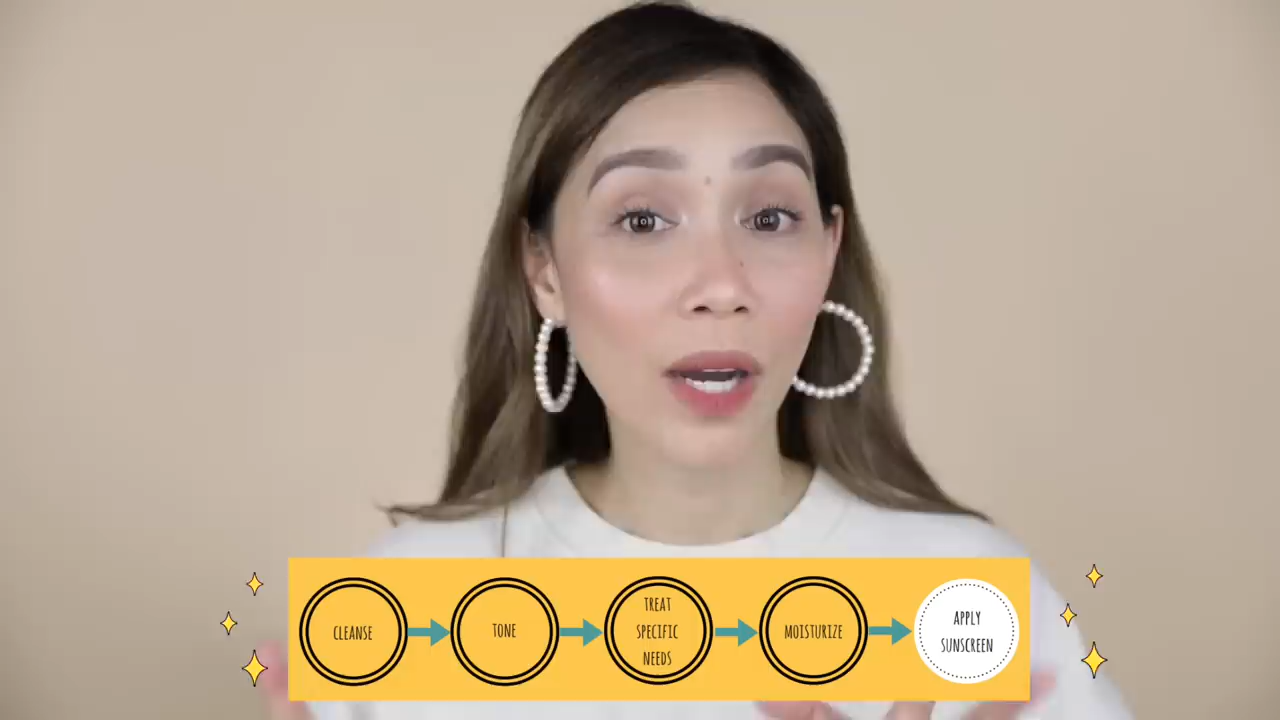 CLEANSE
TONE
TREAT
SPECIFIC
NEEDS
MOISTURIZE
APPLY
SUNSCREEN